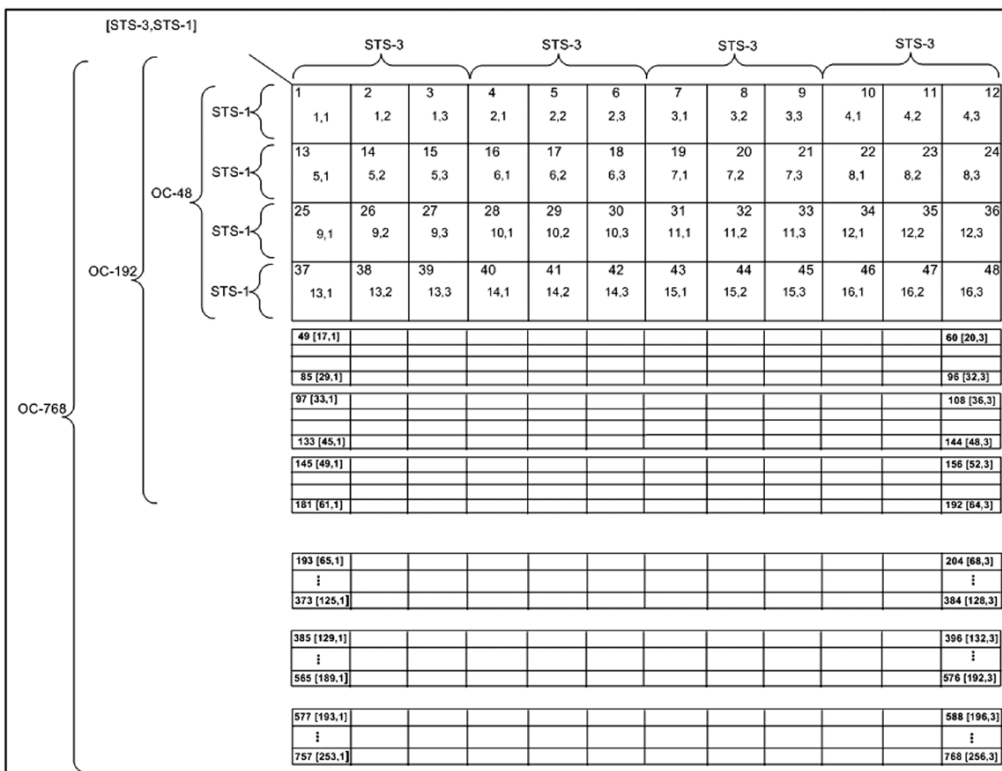 [STS-3,STS-1]
STS-3 STS-3 STS-3 STS-3
1 2 3 4 5 6 7 8 9 10 11 12
STS-1 1,1 1,2 1,3 2,1 2,2 2,3 3,1 3,2 3,3 4,1 4,2 4,3
13 14 15 16 17 18 19 20 21 22 23 24
STS-1 5,1 5,2 5,3 6,1 6,2 6,3 7,1 7,2 7,3 8,1 8,2 8,3
OC-48
25 26 27 28 29 30 31 32 33 34 35 36
STS-1 9,1 9,2 9,3 10,1 10,2 10,3 11,1 11,2 11,3 12,1 12,2 12,3
OC-192
37 38 39 40 41 42 43 44 45 46 47 48
STS-1 13,1 13,2 13,3 14,1 14,2 14,3 15,1 15,2 15,3 16,1 16,2 16,3
49 [17,1] 60 [20,3]
85 [29,1] 96 [32,3]
97 [33,1] 108 [36,3]
OC-768
133 [45,1] 144 [48,3]
145 [49,1] 156 [52,3]
181 [61,1] 192 [64,3]
193 [65,1] 204 [68,3]
⋮ ⋮
373 [125,1] 384 [128,3]
385 [129,1] 396 [132,3]
⋮ ⋮
565 [189,1] 576 [192,3]
577 [193,1] 588 [196,3]
⋮ ⋮
757 [253,1] 768 [256,3]